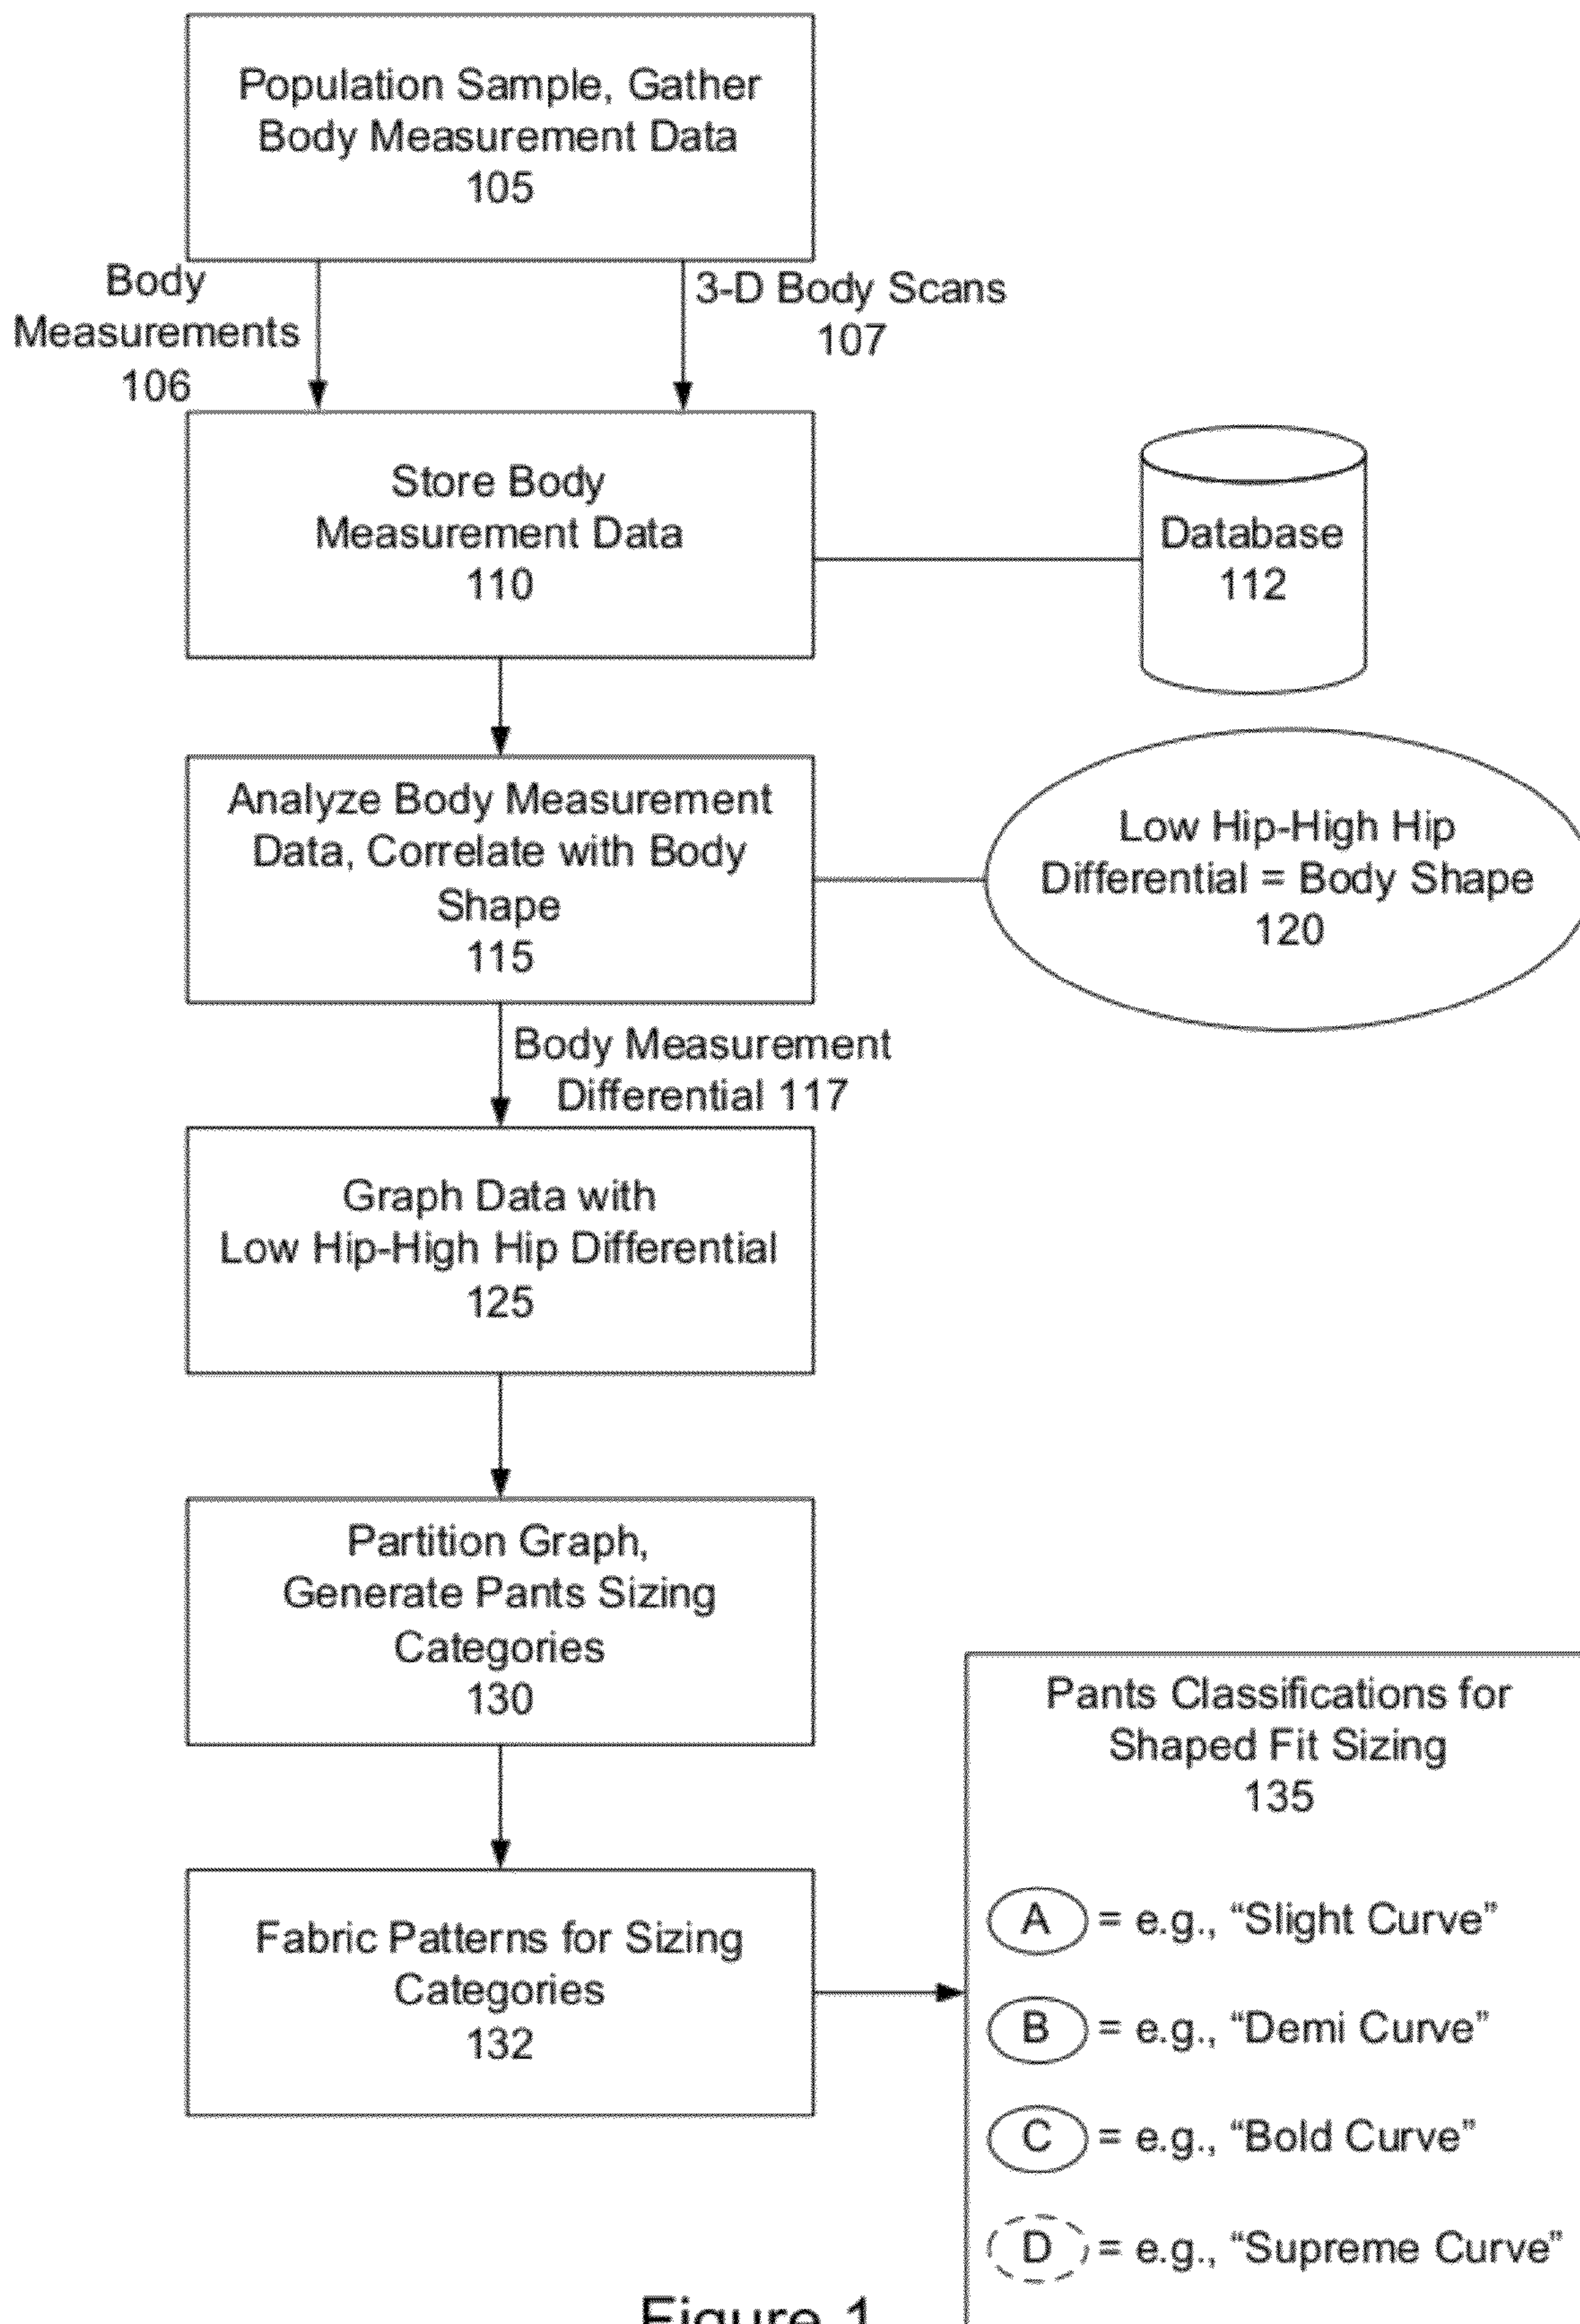 Population Sample, Gather
Body Measurement Data
105
Body
Measurements
106
3-D Body Scans
107
Store Body
Measurement Data
110
Database
112
Analyze Body Measurement
Data, Correlate with Body
Shape
115
Low Hip-High Hip
Differential = Body Shape
120
Body Measurement
Differential 117
Graph Data with
Low Hip-High Hip Differential
125
Partition Graph,
Generate Pants Sizing
Categories
130
Fabric Patterns for Sizing
Categories
132
Pants Classifications for
Shaped Fit Sizing
135
A = e.g., “Slight Curve”
B = e.g., “Demi Curve”
C = e.g., “Bold Curve”
D = e.g., “Supreme Curve”
Figure 1